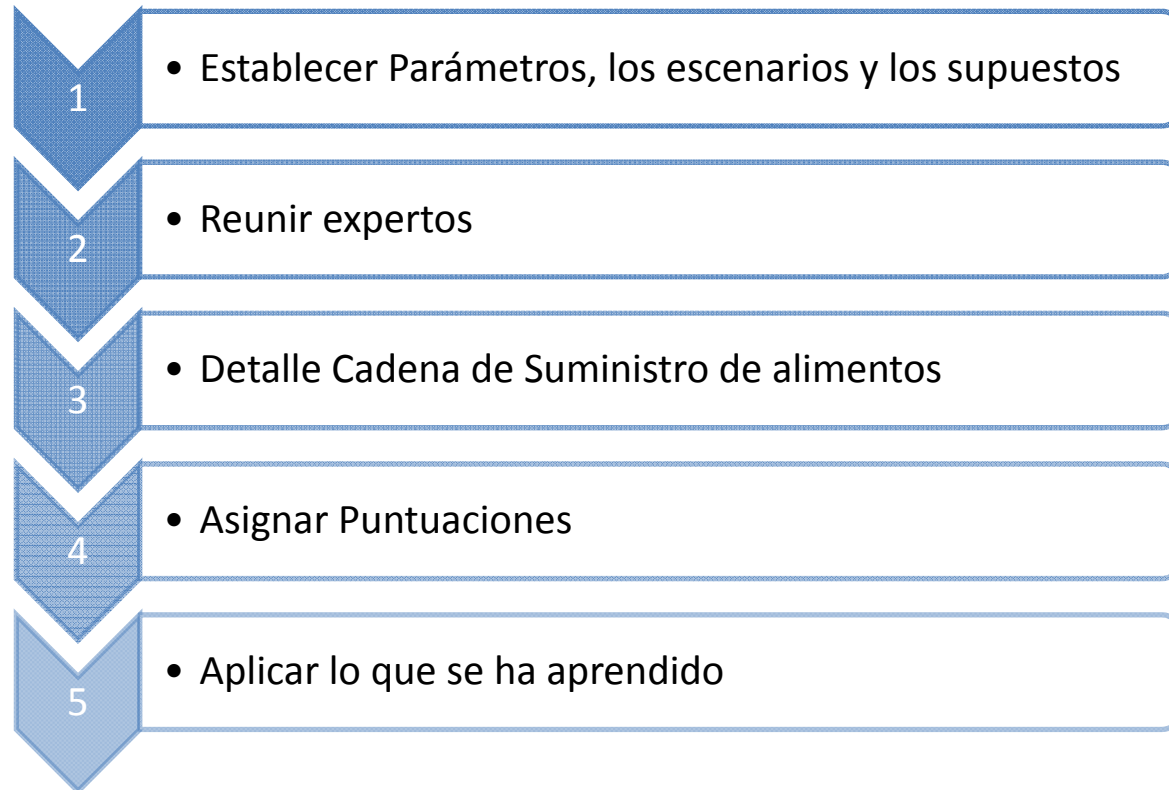 1
• Establecer Parámetros, los escenarios y los supuestos
2
• Reunir expertos
3
• Detalle Cadena de Suministro de alimentos
4
• Asignar Puntuaciones
5
• Aplicar lo que se ha aprendido